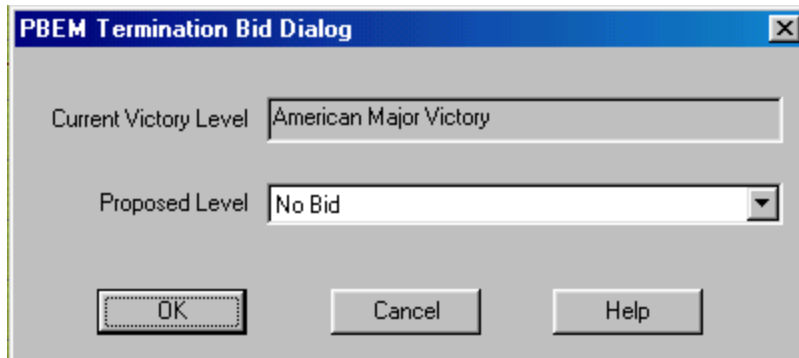 PBEM Termination Bid Dialog
Current Victory Level American Major Victory
Proposed Level No Bid
OK Cancel Help